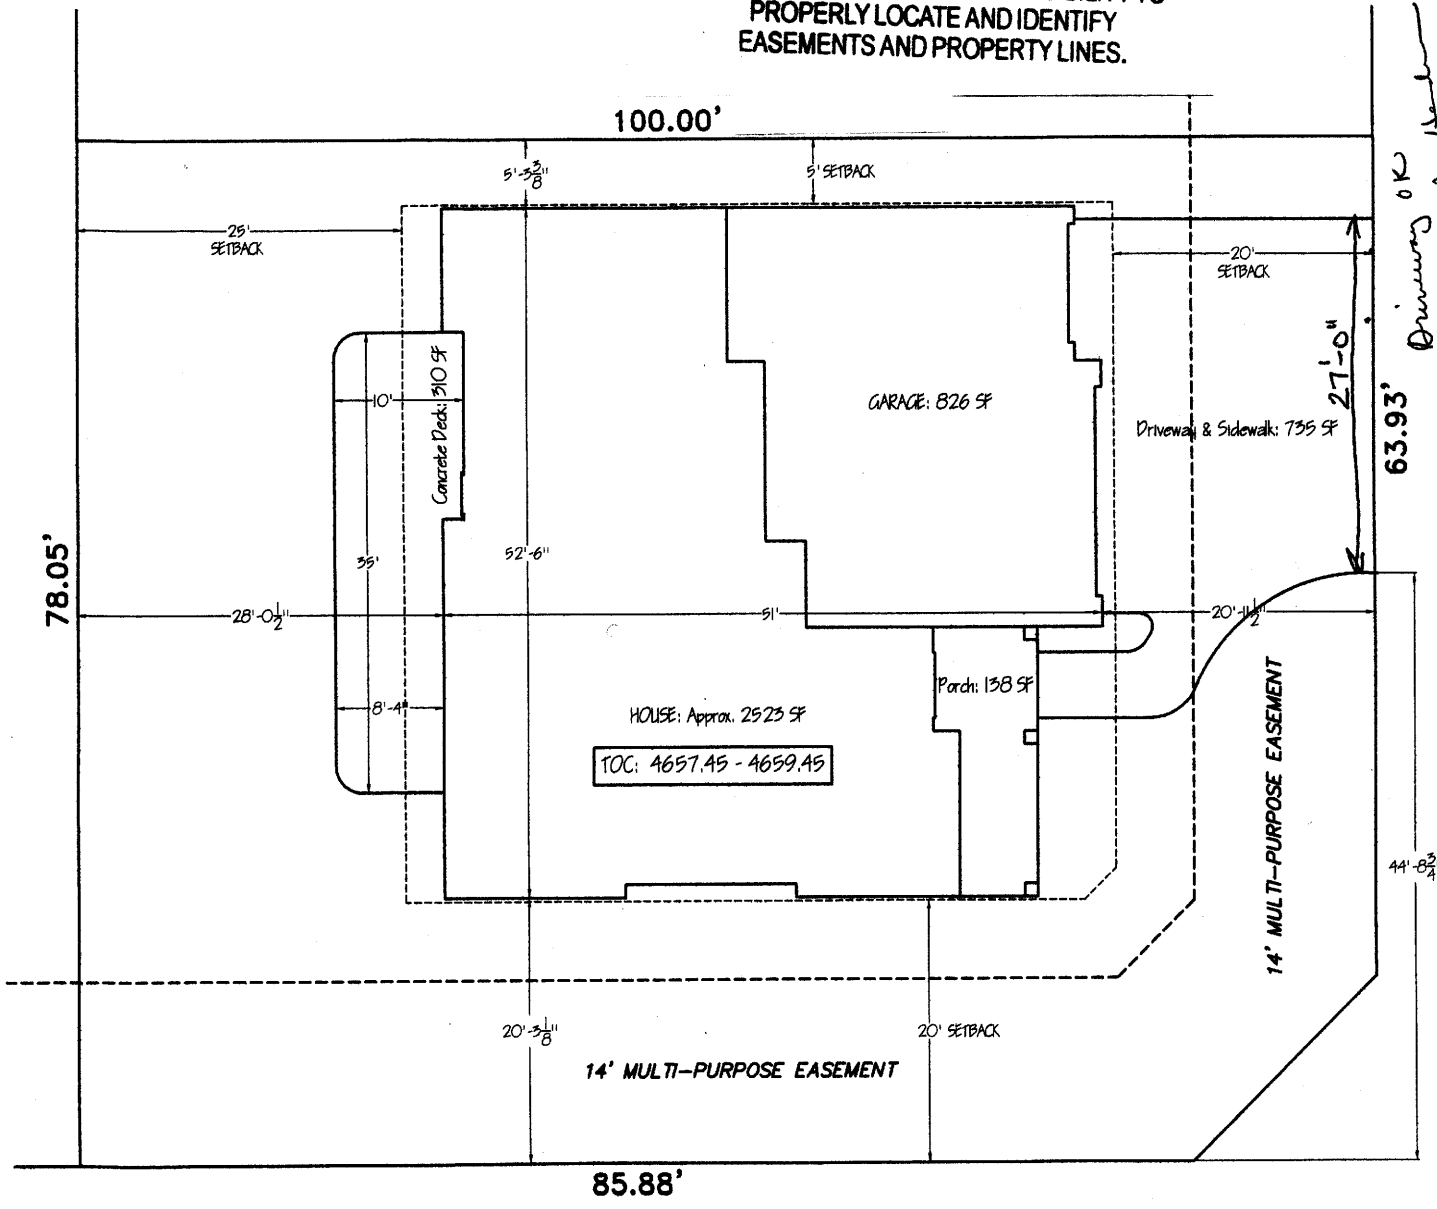 PROPERLY LOCATE AND IDENTIFY
EASEMENTS AND PROPERTY LINES.
100.00'
5'-3 3/8"
5' SETBACK
25'
SETBACK
20'
SETBACK
Driveway OK
27'-0"
63.93'
10'
Concrete Deck: 310 SF
GARAGE: 826 SF
Driveway & Sidewalk: 735 SF
78.05'
35'
52'-6"
28'-0 1/2"
51'
20'-11 1/2"
8'-4"
Porch: 138 SF
HOUSE: Approx. 2523 SF
TOC: 4657.45 - 4659.45
14' MULTI-PURPOSE EASEMENT
44'-8 3/4
20'-3 1/8"
20' SETBACK
14' MULTI-PURPOSE EASEMENT
85.88'